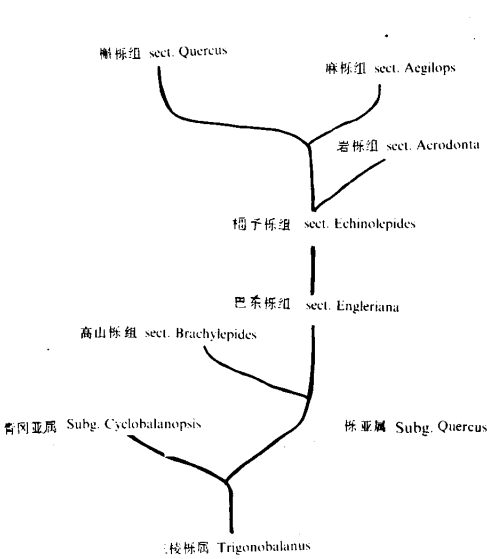 槲栎组 sect. Quercus
麻栎组 sect. Aegilops
岩栎组 sect. Acrodonta
橿子栎组 sect. Echinolepides
巴东栎组 sect. Engleriana
高山栎组 sect. Brachylepides
青冈亚属 Subg. Cyclobalanopsis
栎亚属 Subg. Quercus
三棱栎属 Trigonobalanus